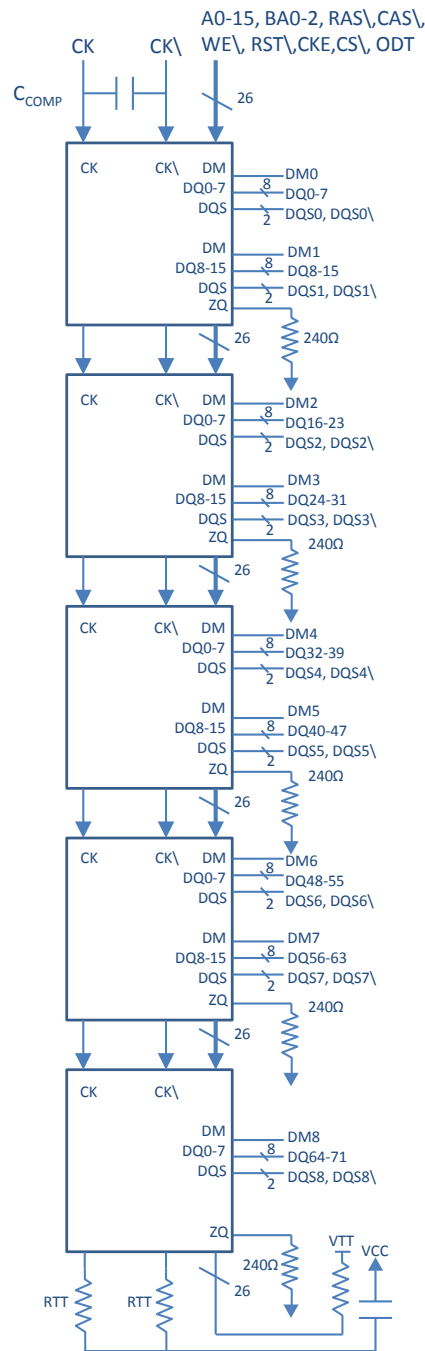 A0-15, BA0-2, RAS\,CAS\,
CK CK\ WE\, RST\,CKE,CS\, ODT
CCOMP
26
CK CK\ DM DM0
DQ0-7 8 DQ0-7
DQS 2 DQS0, DQS0\
DM DM1
DQ8-15 8 DQ8-15
DQS 2 DQS1, DQS1\
ZQ
26 240Ω
CK CK\ DM DM2
DQ0-7 8 DQ16-23
DQS 2 DQS2, DQS2\
DM DM3
DQ8-15 8 DQ24-31
DQS 2 DQS3, DQS3\
ZQ 240Ω
26
CK CK\ DM DM4
DQ0-7 8 DQ32-39
DQS 2 DQS4, DQS4\
DM DM5
DQ8-15 8 DQ40-47
DQS 2 DQS5, DQS5\
ZQ 240Ω
26
CK CK\ DM DM6
DQ0-7 8 DQ48-55
DQS 2 DQS6, DQS6\
DM DM7
DQ8-15 8 DQ56-63
DQS 2 DQS7, DQS7\
ZQ 240Ω
26
CK CK\
DM DM8
DQ0-7 8 DQ64-71
DQS 2 DQS8, DQS8\
ZQ
VTT
240Ω VCC
26
RTT RTT